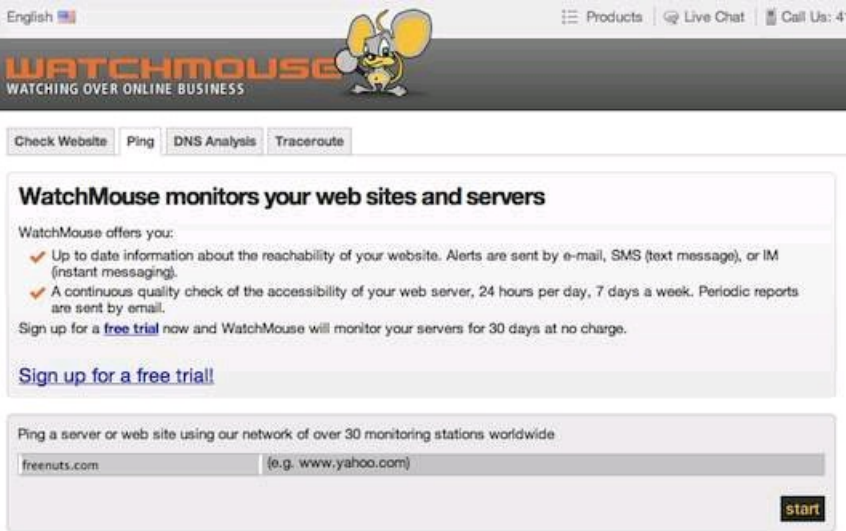 English
Products
Live Chat
Call Us: 4
WATCHMOUSE
WATCHING OVER ONLINE BUSINESS
Check Website
Ping
DNS Analysis
Traceroute
WatchMouse monitors your web sites and servers
WatchMouse offers you:
Up to date information about the reachability of your website. Alerts are sent by e-mail, SMS (text message), or IM
(instant messaging).
A continuous quality check of the accessibility of your web server, 24 hours per day, 7 days a week. Periodic reports
are sent by email.
Sign up for a free trial now and WatchMouse will monitor your servers for 30 days at no charge.
Sign up for a free trial!
Ping a server or web site using our network of over 30 monitoring stations worldwide
freenuts.com
(e.g. www.yahoo.com)
start